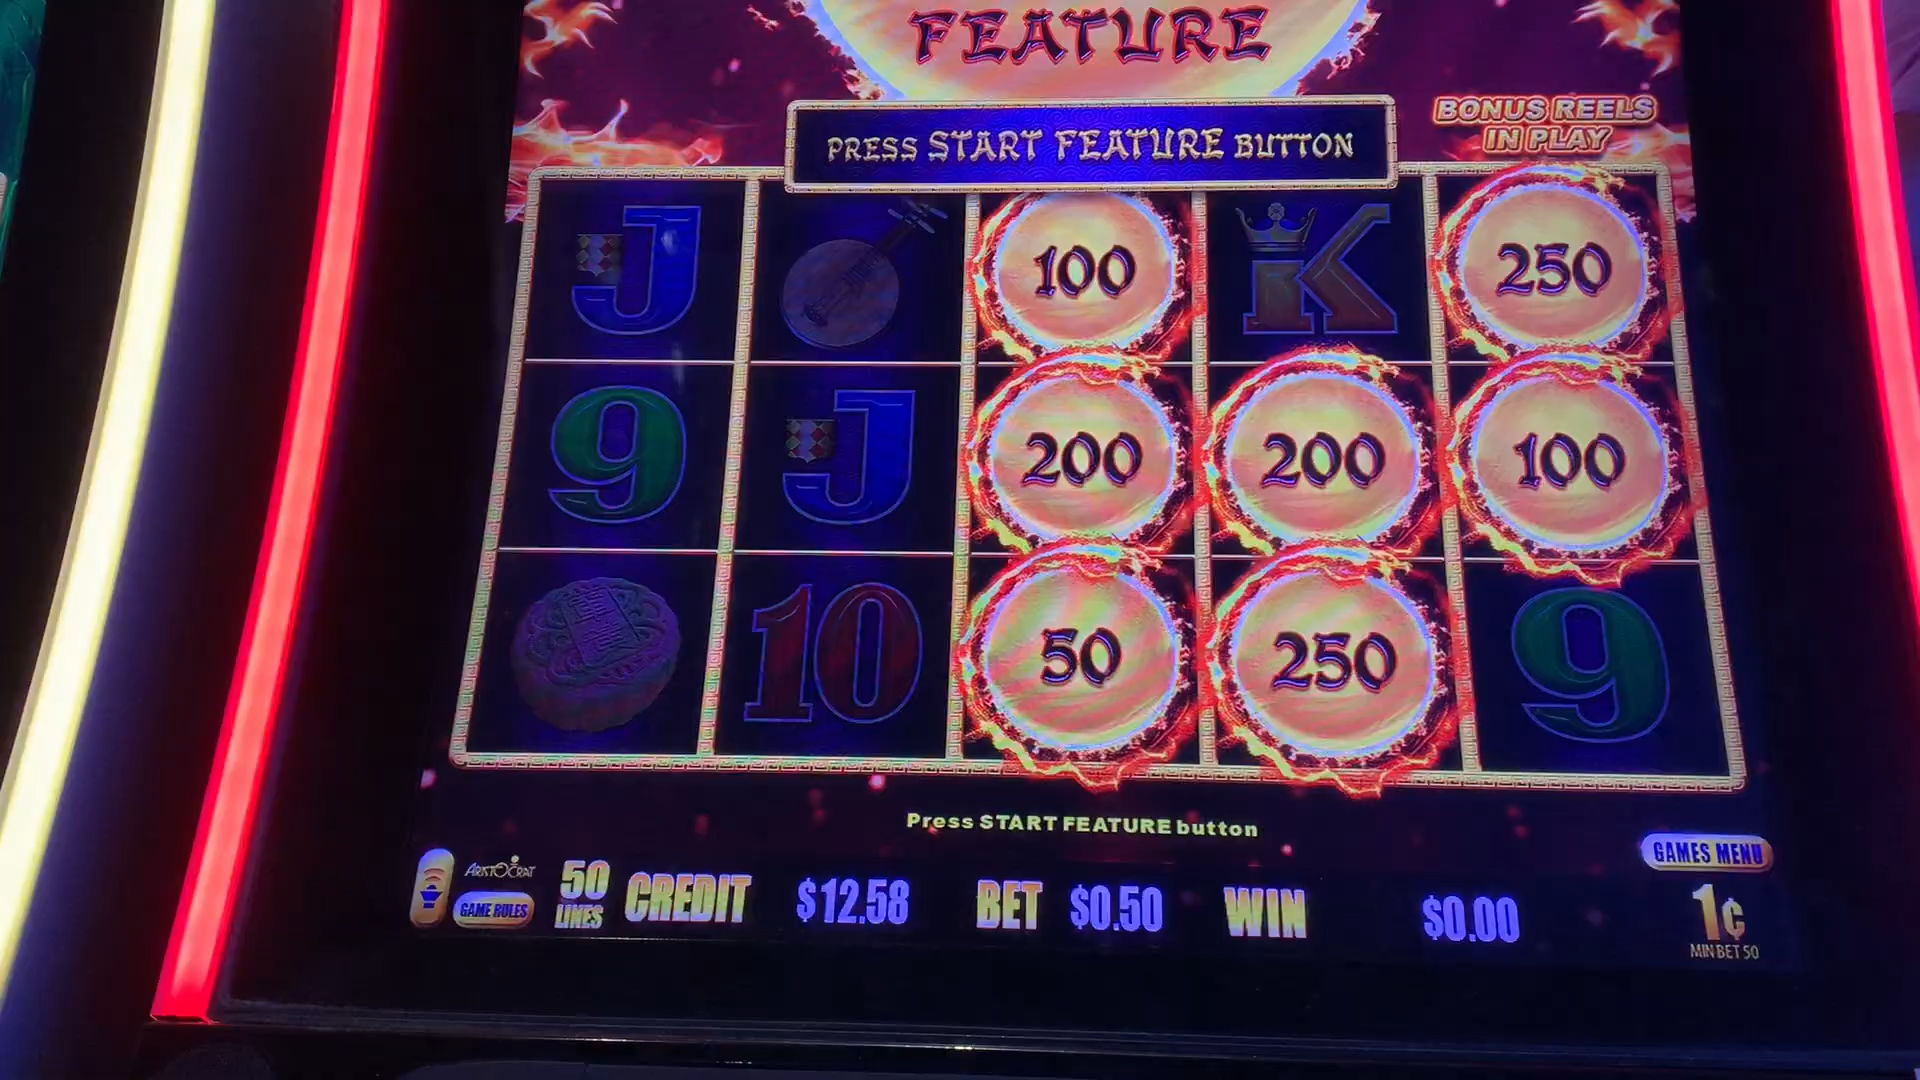 FEATURE
PRESS START FEATURE BUTTON
BONUS REELS
IN PLAY
J
100
K
250
9
J
200
200
100
10
50
250
9
Press START FEATURE button
GAMES MENU
ARISTOCRAT
GAME RULES
50
LINES
CREDIT $12.58
BET $0.50
WIN $0.00
1¢
MIN BET 50